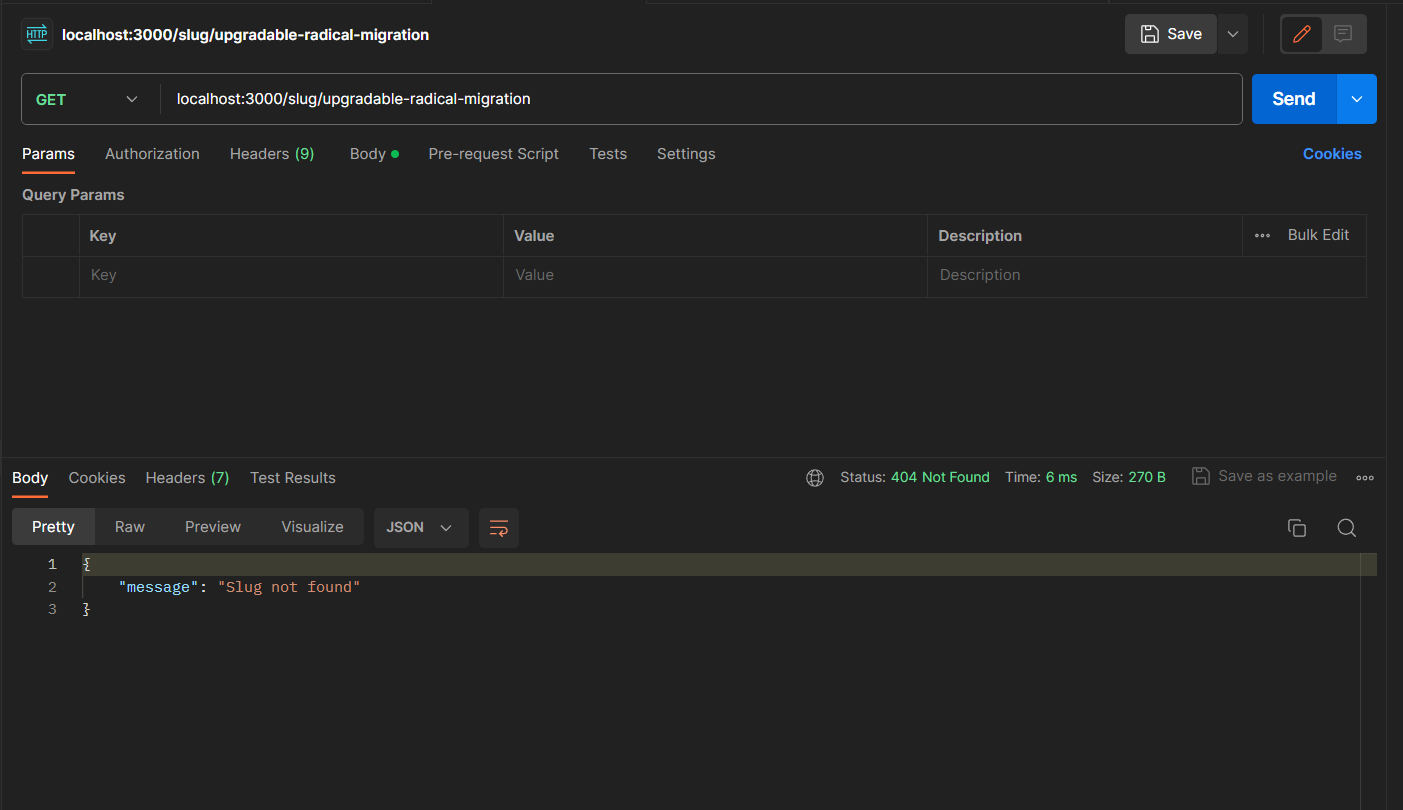 HTTP localhost:3000/slug/upgradable-radical-migration Save
GET localhost:3000/slug/upgradable-radical-migration Send
Params Authorization Headers (9) Body Pre-request Script Tests Settings Cookies
Query Params
Key Value Description Bulk Edit
Key Value Description
Body Cookies Headers (7) Test Results Status: 404 Not Found Time: 6 ms Size: 270 B Save as example
Pretty Raw Preview Visualize JSON
1 {
2 "message": "Slug not found"
3 }